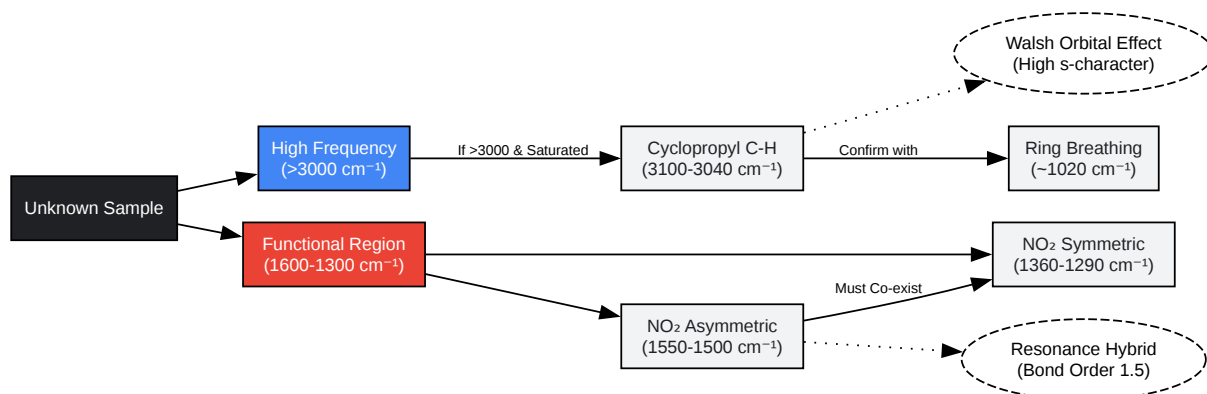 Walsh Orbital Effect
(High s-character)
High Frequency
(>3000 cm⁻¹)
If >3000 & Saturated
Cyclopropyl C-H
(3100-3040 cm⁻¹)
Confirm with
Ring Breathing
(~1020 cm⁻¹)
Unknown Sample
Functional Region
(1600-1300 cm⁻¹)
NO₂ Symmetric
(1360-1290 cm⁻¹)
Must Co-exist
NO₂ Asymmetric
(1550-1500 cm⁻¹)
Resonance Hybrid
(Bond Order 1.5)